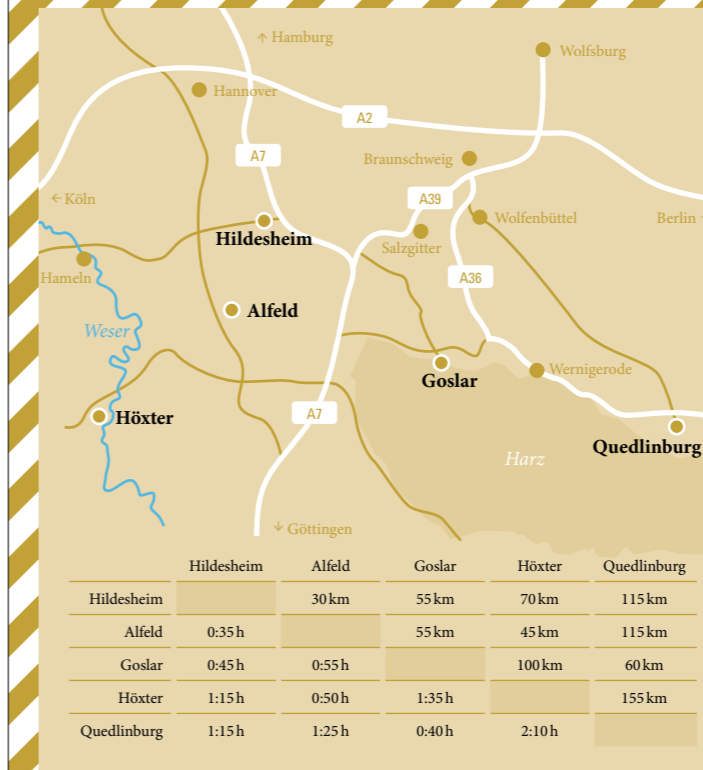 ↑ Hamburg
Wolfsburg
Hannover
A2
A7
Braunschweig
← Köln
A39
Wolfenbüttel
Berlin
Hildesheim
Salzgitter
Hameln
A36
Alfeld
Weser
Wernigerode
Goslar
A7
Höxter
Quedlinburg
Harz
↓ Göttingen
Hildesheim Alfeld Goslar Höxter Quedlinburg
Hildesheim 30 km 55 km 70 km 115 km
Alfeld 0:35 h 55 km 45 km 115 km
Goslar 0:45 h 0:55 h 100 km 60 km
Höxter 1:15 h 0:50 h 1:35 h 155 km
Quedlinburg 1:15 h 1:25 h 0:40 h 2:10 h